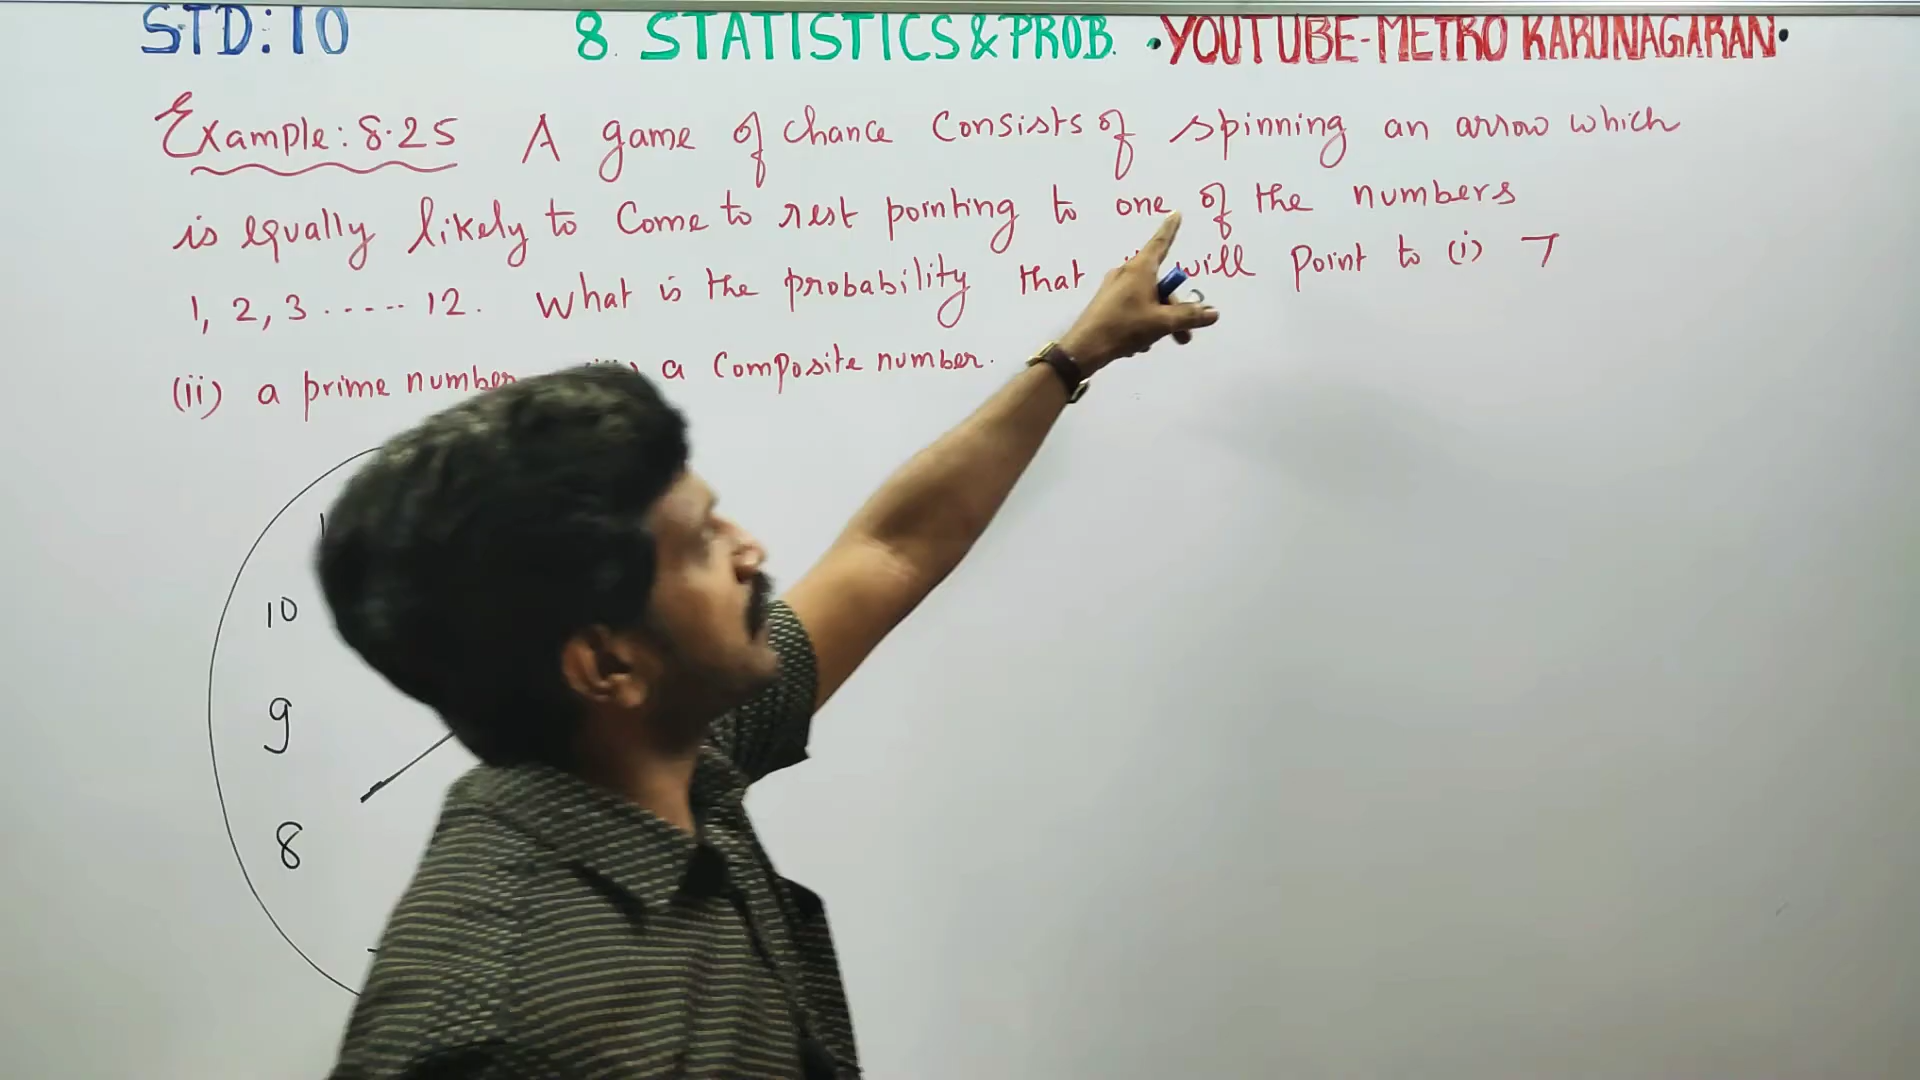 STD: 10
8. STATISTICS & PROB. •YOUTUBE-METRO KARUNAGARAN•
Example: 8.25 A game of chance consists of spinning an arrow which
is equally likely to come to rest pointing to one of the numbers
1, 2, 3 ..... 12. What is the probability that will point to (i) 7
(ii) a prime number a composite number.
10
9
8